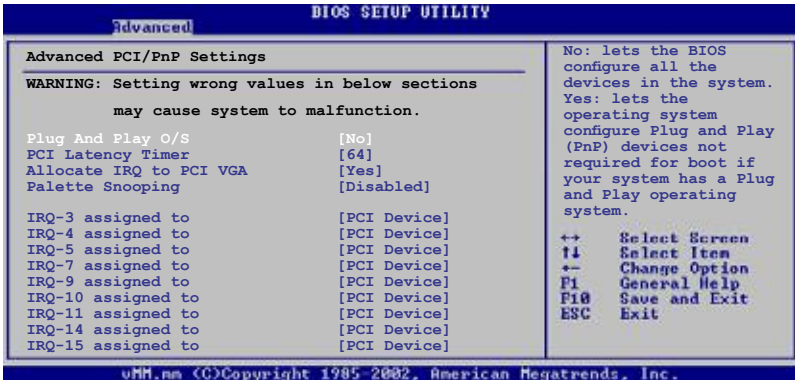 BIOS SETUP UTILITY
Advanced
Advanced PCI/PnP Settings
WARNING: Setting wrong values in below sections
may cause system to malfunction.
Plug And Play O/S [No]
PCI Latency Timer [64]
Allocate IRQ to PCI VGA [Yes]
Palette Snooping [Disabled]
IRQ-3 assigned to [PCI Device]
IRQ-4 assigned to [PCI Device]
IRQ-5 assigned to [PCI Device]
IRQ-7 assigned to [PCI Device]
IRQ-9 assigned to [PCI Device]
IRQ-10 assigned to [PCI Device]
IRQ-11 assigned to [PCI Device]
IRQ-14 assigned to [PCI Device]
IRQ-15 assigned to [PCI Device]
No: lets the BIOS
configure all the
devices in the system.
Yes: lets the
operating system
configure Plug and Play
(PnP) devices not
required for boot if
your system has a Plug
and Play operating
system.
↔ Select Screen
↑↓ Select Item
+- Change Option
F1 General Help
F10 Save and Exit
ESC Exit
vMM.mm (C)Copyright 1985-2002, American Megatrends, Inc.